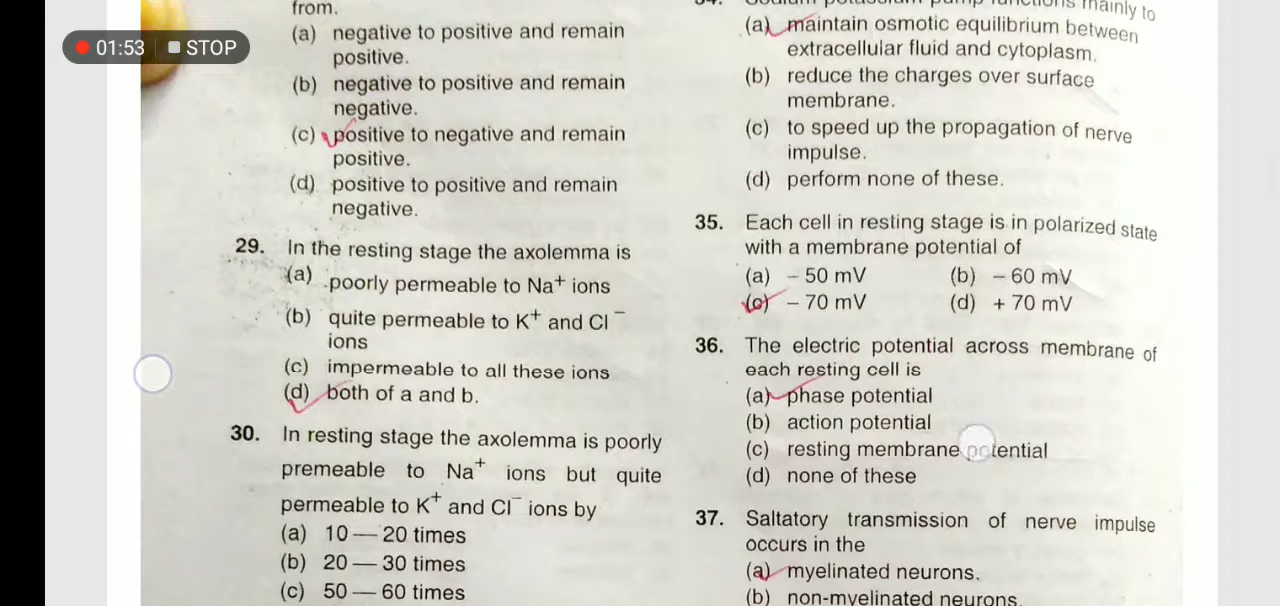 from.
(a) negative to positive and remain
positive.
(b) negative to positive and remain
negative.
(c) positive to negative and remain
positive.
(d) positive to positive and remain
negative.
29. In the resting stage the axolemma is
(a) poorly permeable to Na⁺ ions
(b) quite permeable to K⁺ and Cl⁻
ions
(c) impermeable to all these ions
(d) both of a and b.
30. In resting stage the axolemma is poorly
premeable to Na⁺ ions but quite
permeable to K⁺ and Cl⁻ ions by
(a) 10 — 20 times
(b) 20 — 30 times
(c) 50 — 60 times
mainly to
(a) maintain osmotic equilibrium between
extracellular fluid and cytoplasm.
(b) reduce the charges over surface
membrane.
(c) to speed up the propagation of nerve
impulse.
(d) perform none of these.
35. Each cell in resting stage is in polarized state
with a membrane potential of
(a) – 50 mV (b) – 60 mV
(c) – 70 mV (d) + 70 mV
36. The electric potential across membrane of
each resting cell is
(a) phase potential
(b) action potential
(c) resting membrane potential
(d) none of these
37. Saltatory transmission of nerve impulse
occurs in the
(a) myelinated neurons.
(b) non-myelinated neurons.
01:53 STOP